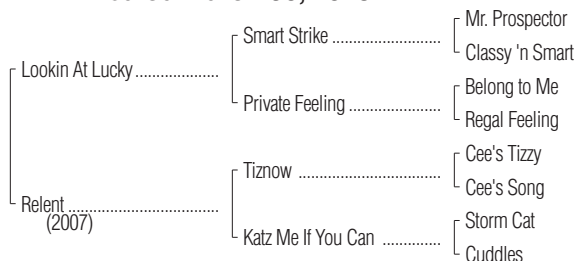 Mr. Prospector
Smart Strike ........................
Classy 'n Smart
Lookin At Lucky ..................
Belong to Me
Private Feeling ....................
Regal Feeling
Cee's Tizzy
Tiznow ...............................
Cee's Song
Relent ................................
(2007)
Storm Cat
Katz Me If You Can ..............
Cuddles